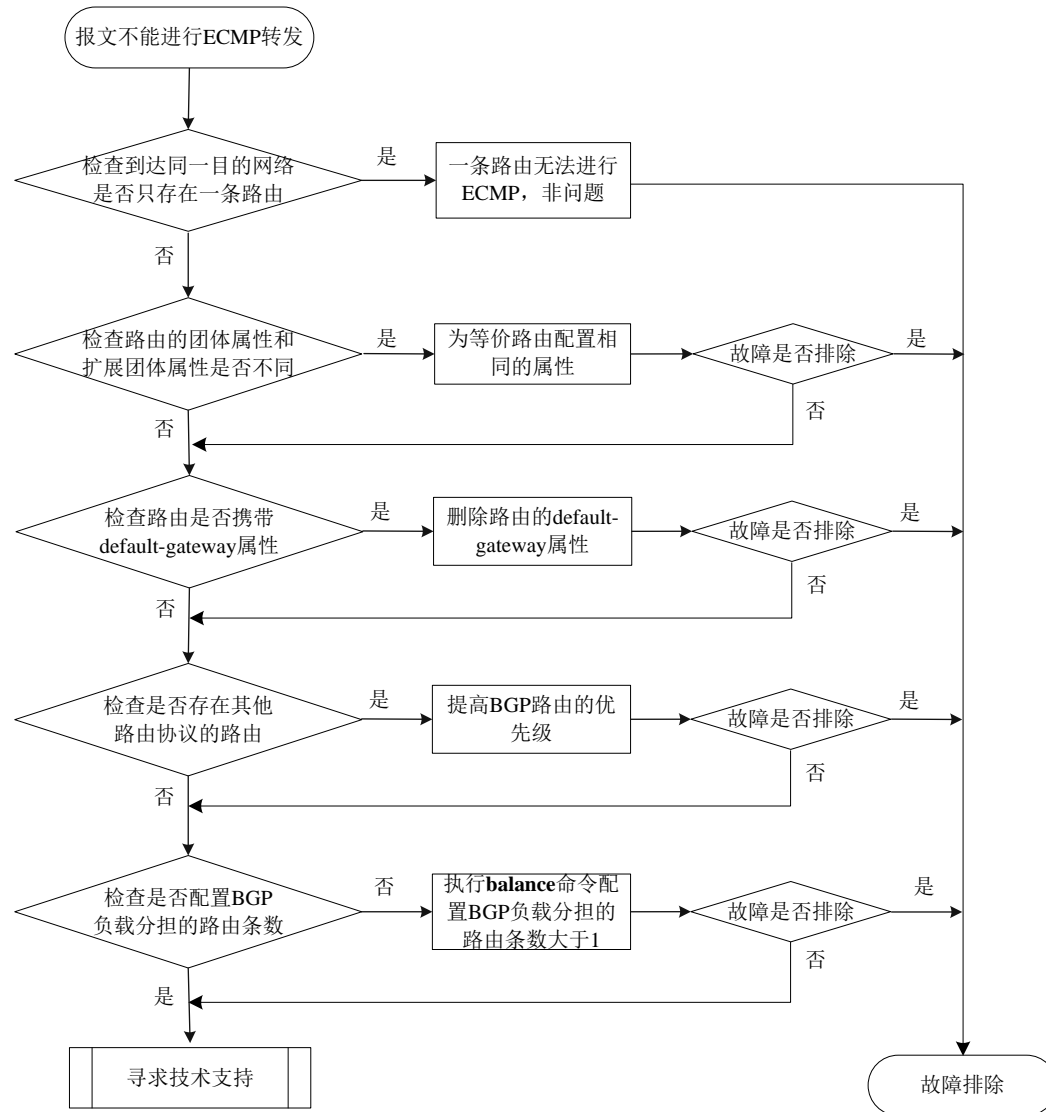 报文不能进行ECMP转发
检查到达同一目的网络
是否只存在一条路由
是
一条路由无法进行
ECMP，非问题
否
检查路由的团体属性和
扩展团体属性是否不同
是
为等价路由配置相
同的属性
故障是否排除
是
否
否
检查路由是否携带
default-gateway属性
是
删除路由的default-
gateway属性
故障是否排除
是
否
否
检查是否存在其他
路由协议的路由
是
提高BGP路由的优
先级
故障是否排除
是
否
否
检查是否配置BGP
负载分担的路由条数
否
执行balance命令配
置BGP负载分担的
路由条数大于1
故障是否排除
是
否
是
寻求技术支持
故障排除